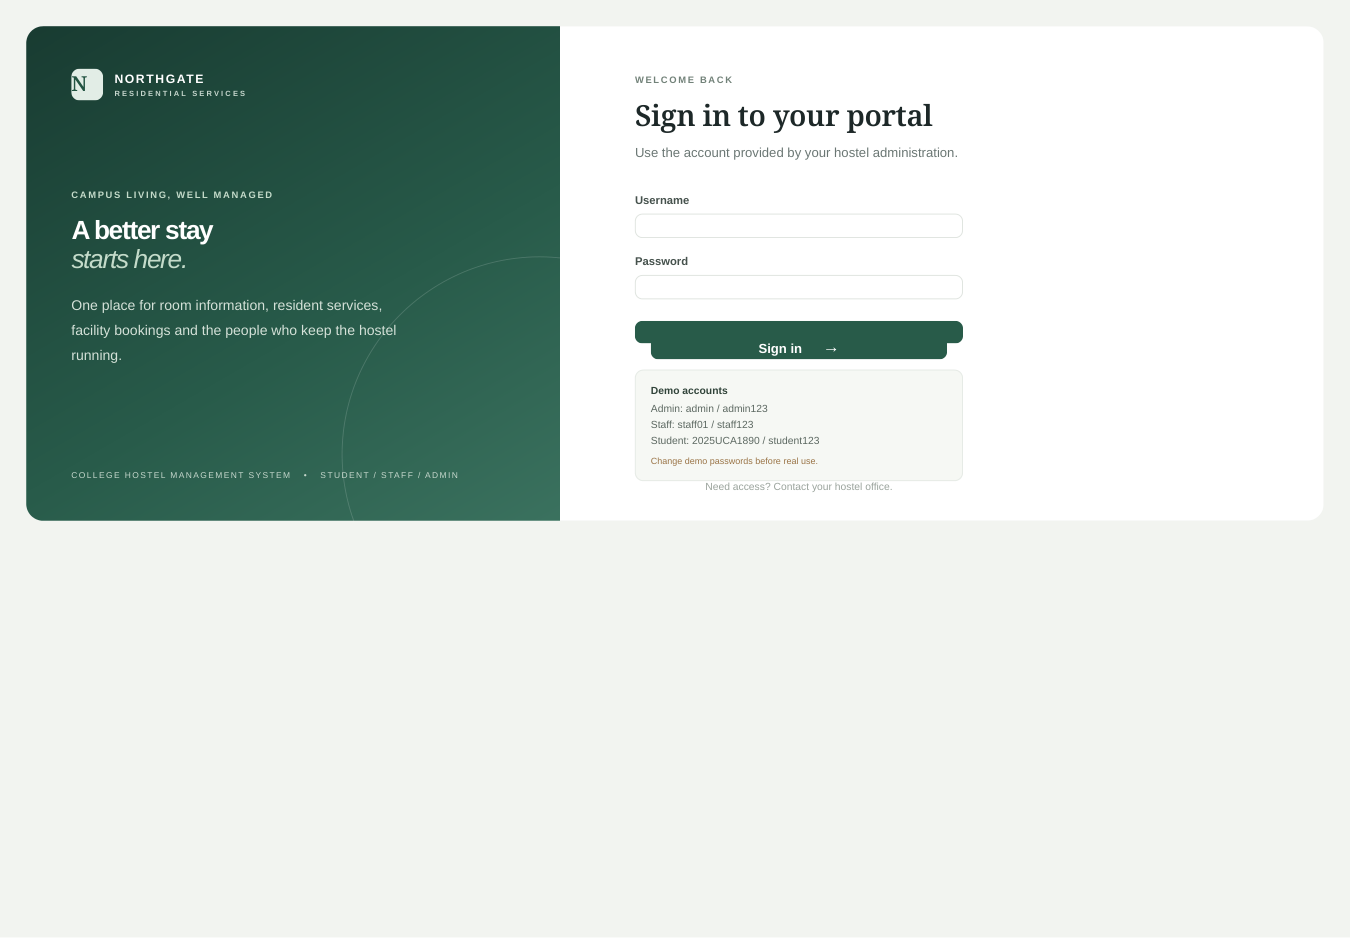 N
NORTHGATE
RESIDENTIAL SERVICES
CAMPUS LIVING, WELL MANAGED
A better stay
starts here.
One place for room information, resident services,
facility bookings and the people who keep the hostel
running.
COLLEGE HOSTEL MANAGEMENT SYSTEM • STUDENT / STAFF / ADMIN
WELCOME BACK
Sign in to your portal
Use the account provided by your hostel administration.
Username
Password
Sign in →
Demo accounts
Admin: admin / admin123
Staff: staff01 / staff123
Student: 2025UCA1890 / student123
Change demo passwords before real use.
Need access? Contact your hostel office.